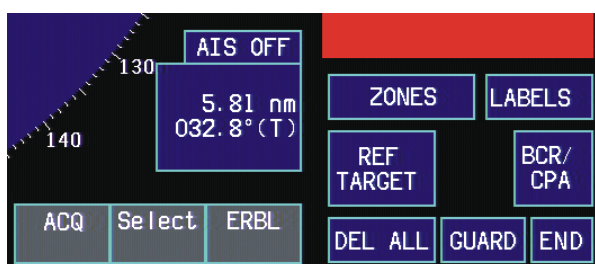 AIS OFF
130
5.81 nm
032.8°(T)
140
ACQ
Select
ERBL
ZONES
LABELS
REF
TARGET
BCR/
CPA
DEL ALL
GUARD
END